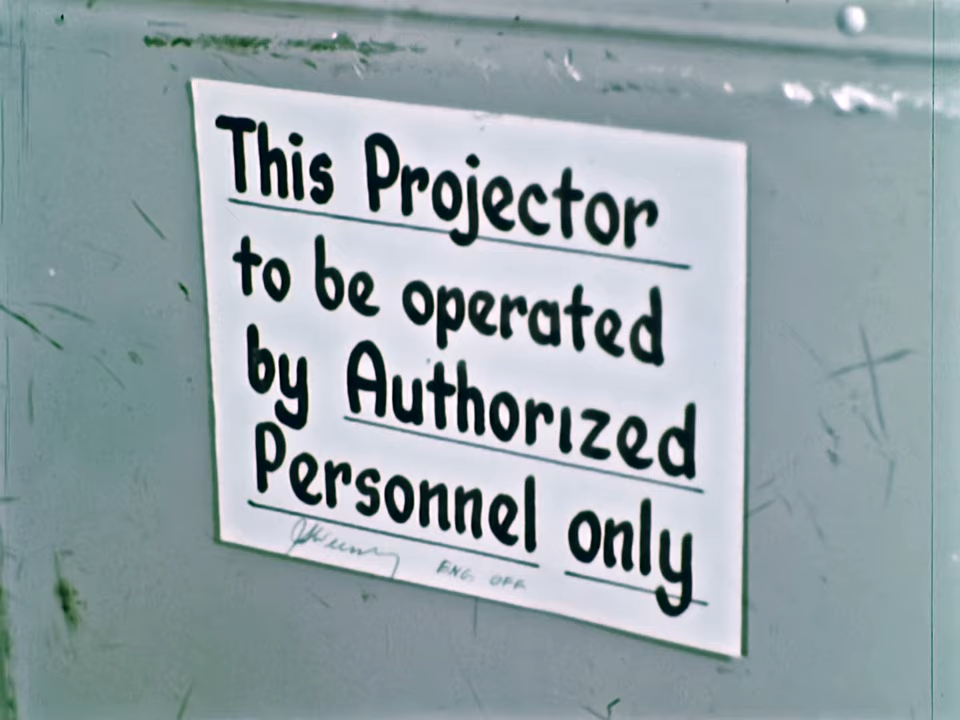 This Projector
to be operated
by Authorized
Personnel only
ENG. OFF